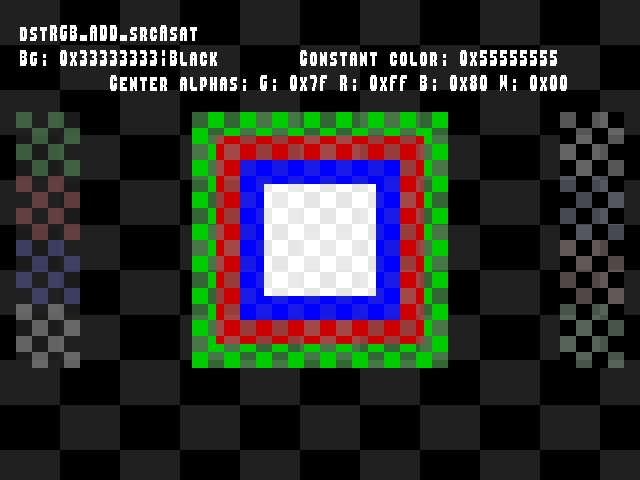 dstRGB_ADD_srcAsat
Bg: 0x33333333;Black Constant color: 0x55555555
Center alphas: G: 0x7f R: 0xff B: 0x80 W: 0x00